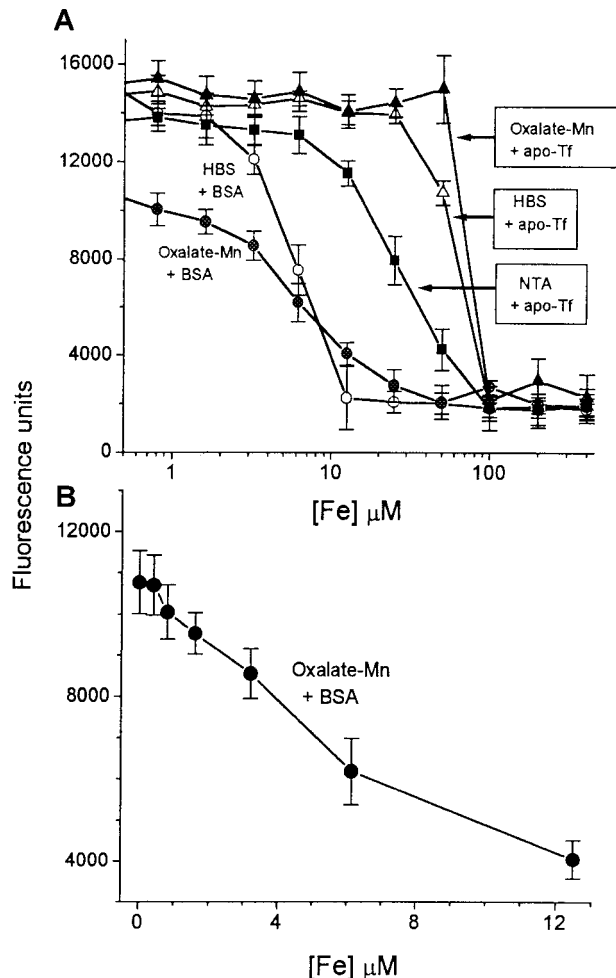 A
16000
12000
8000
4000
0
HBS
+ BSA
Oxalate-Mn
+ BSA
Oxalate-Mn
+ apo-Tf
HBS
+ apo-Tf
NTA
+ apo-Tf
1
10
100
[Fe] μM
Fluorescence units
B
12000
8000
4000
Oxalate-Mn
+ BSA
0
4
8
12
[Fe] μM